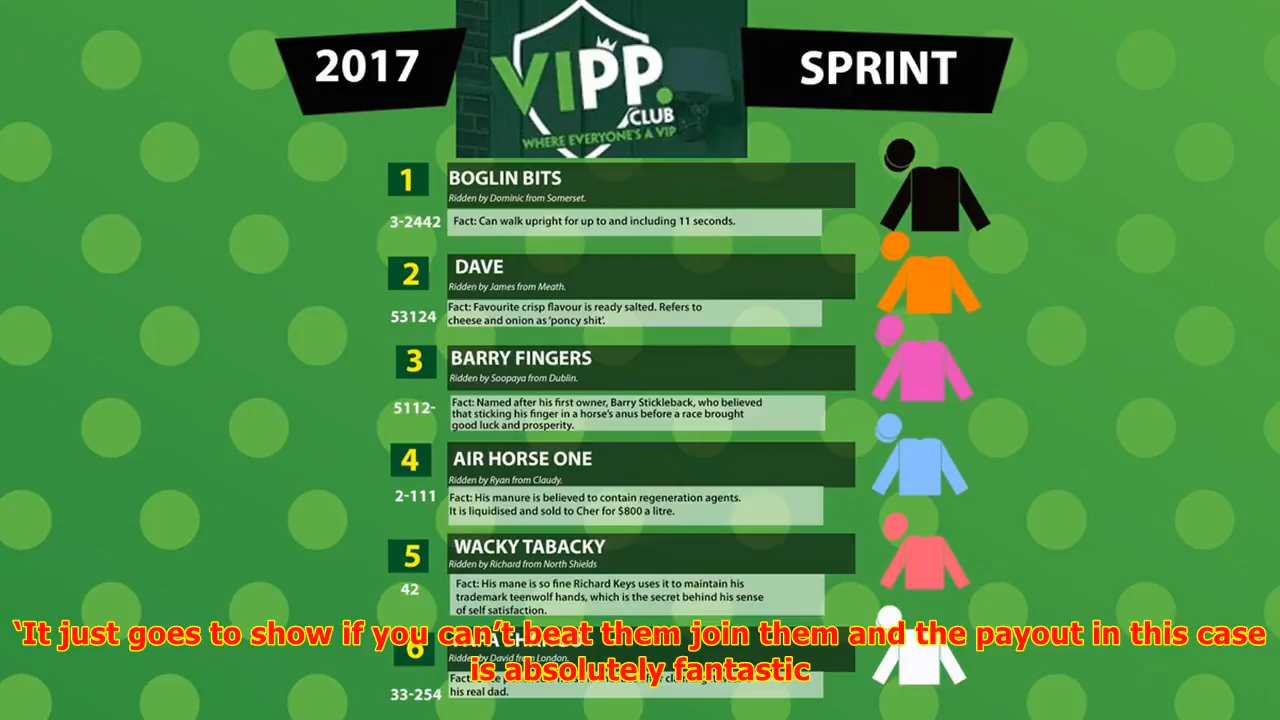 2017
VIPP.
CLUB
WHERE EVERYONE'S A VIP
SPRINT
1
BOGLIN BITS
Ridden by Dominic from Somerset.
3-2442
Fact: Can walk upright for up to and including 11 seconds.
2
DAVE
Ridden by James from Meath.
53124
Fact: Favourite crisp flavour is ready salted. Refers to
cheese and onion as 'poncy shit'.
3
BARRY FINGERS
Ridden by Soopaya from Dublin.
5112-
Fact: Named after his first owner, Barry Stickleback, who believed
that sticking his finger in a horse's anus before a race brought
good luck and prosperity.
4
AIR HORSE ONE
Ridden by Ryan from Claudy.
2-111
Fact: His manure is believed to contain regeneration agents.
It is liquidised and sold to Cher for $800 a litre.
5
WACKY TABACKY
Ridden by Richard from North Shields
42
Fact: His mane is so fine Richard Keys uses it to maintain his
trademark teenwolf hands, which is the secret behind his sense
of self satisfaction.
‘It just goes to show if you can’t beat them join them and the payout in this case
is absolutely fantastic
6
Ridden by David from London.
33-254
his real dad.